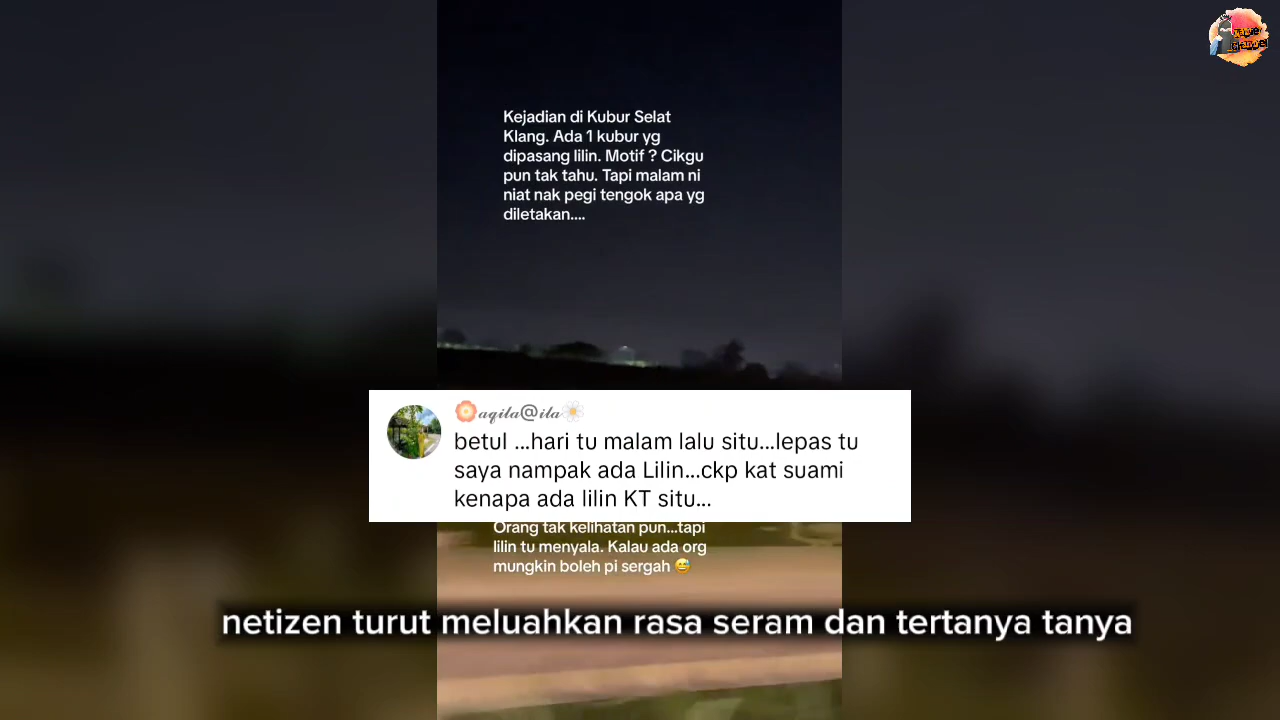 Kejadian di Kubur Selat
Klang. Ada 1 kubur yg
dipasang lilin. Motif ? Cikgu
pun tak tahu. Tapi malam ni
niat nak pegi tengok apa yg
diletakan....
🏵️𝓪𝓺𝓲𝓵𝓪@𝓲𝓵𝓪🌼
betul ...hari tu malam lalu situ...lepas tu
saya nampak ada Lilin...ckp kat suami
kenapa ada lilin KT situ...
Orang tak kelihatan pun...tapi
lilin tu menyala. Kalau ada org
mungkin boleh pi sergah 😅
netizen turut meluahkan rasa seram dan tertanya tanya